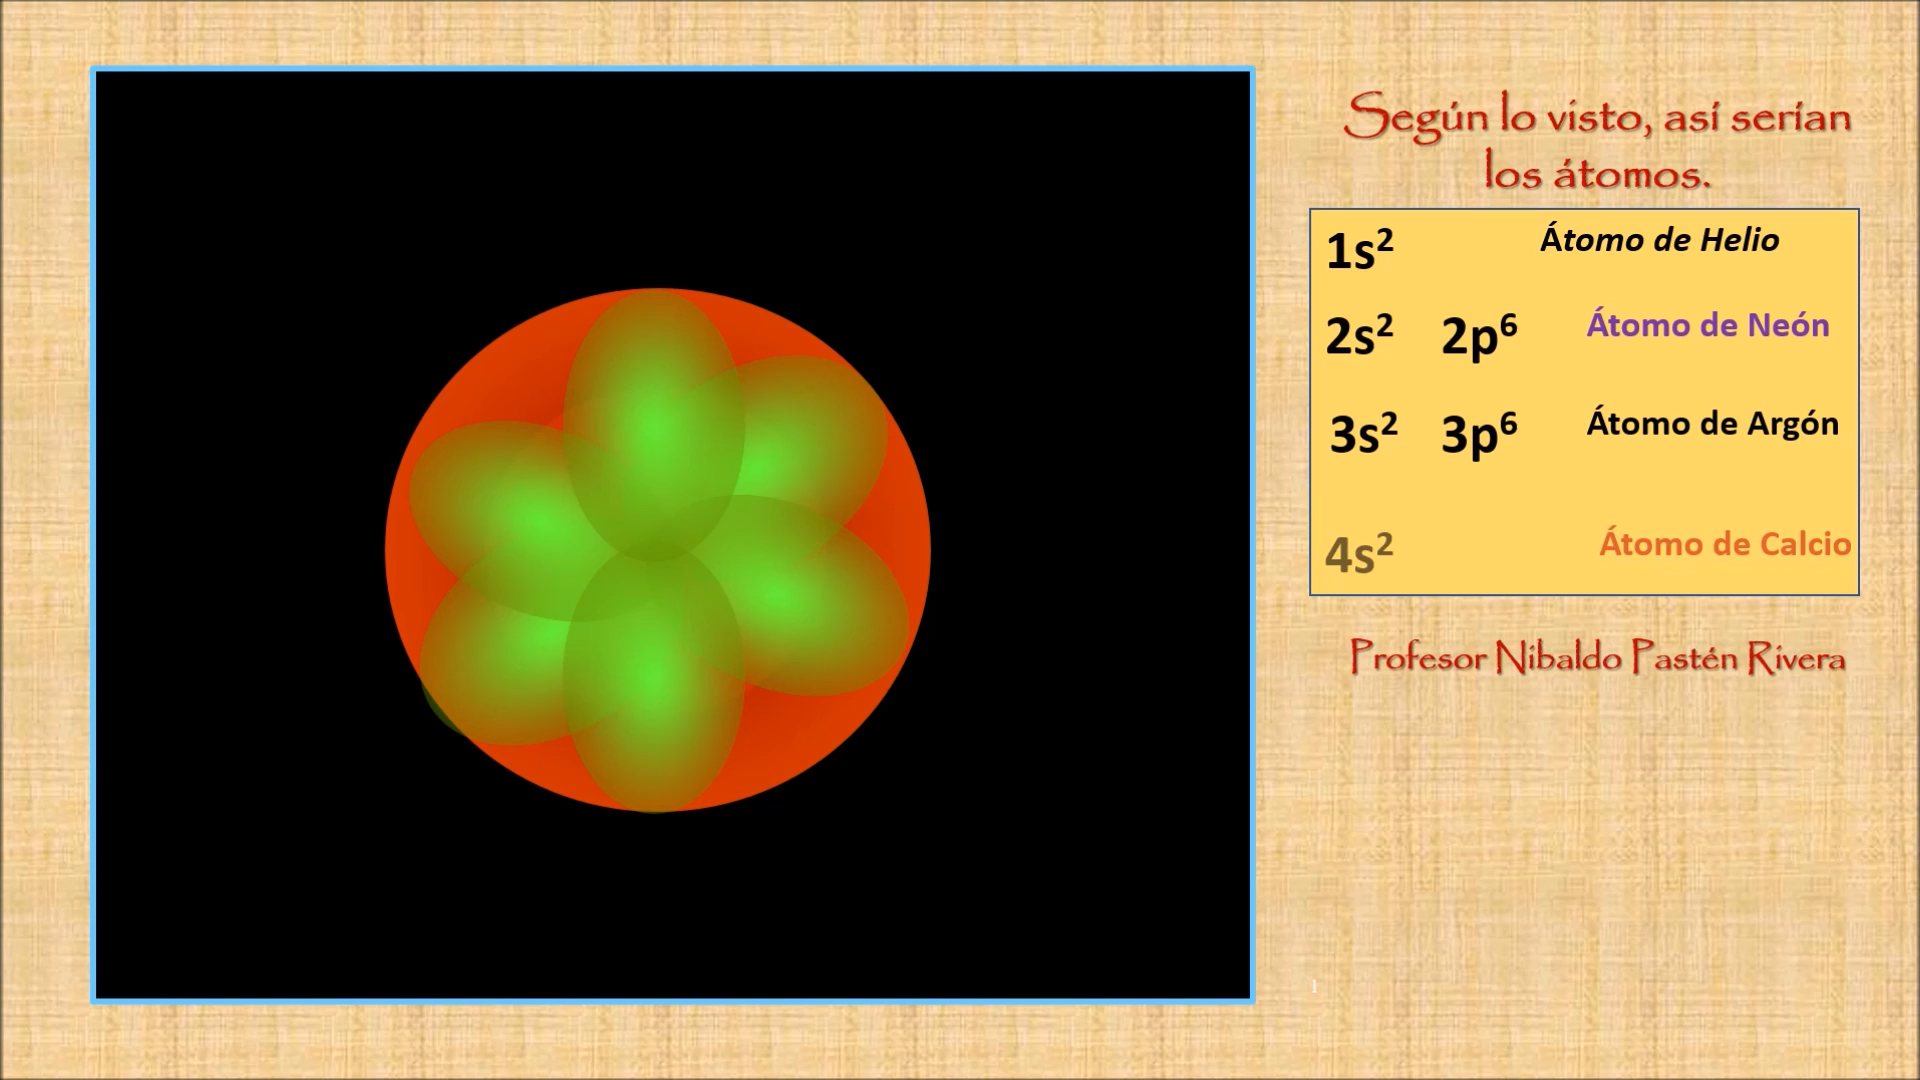 Según lo visto, así serían
los átomos.
1s² Átomo de Helio
2s² 2p⁶ Átomo de Neón
3s² 3p⁶ Átomo de Argón
4s² Átomo de Calcio
Profesor Nibaldo Pastén Rivera
1